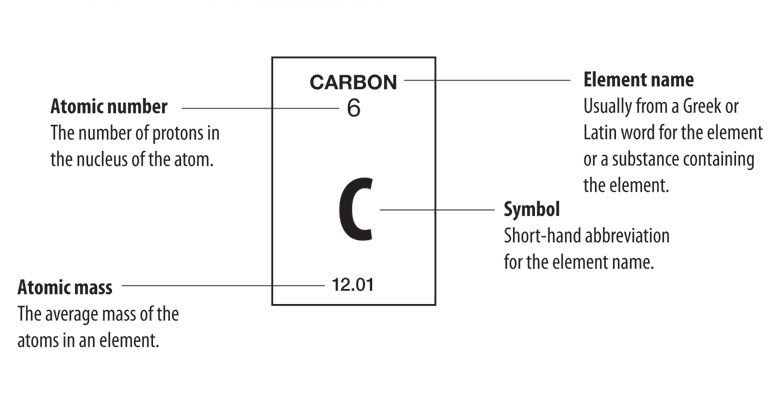 CARBON
6
C
12.01
Atomic number
The number of protons in
the nucleus of the atom.
Atomic mass
The average mass of the
atoms in an element.
Element name
Usually from a Greek or
Latin word for the element
or a substance containing
the element.
Symbol
Short-hand abbreviation
for the element name.